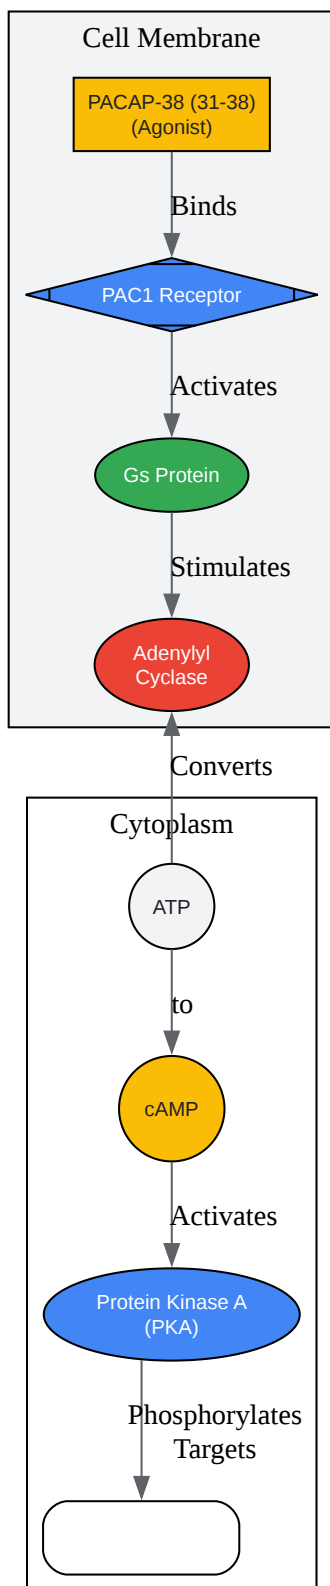 Cell Membrane
PACAP-38 (31-38)
(Agonist)
Binds
PAC1 Receptor
Activates
Gs Protein
Stimulates
Adenylyl
Cyclase
Converts
Cytoplasm
ATP
to
cAMP
Activates
Protein Kinase A
(PKA)
Phosphorylates
Targets